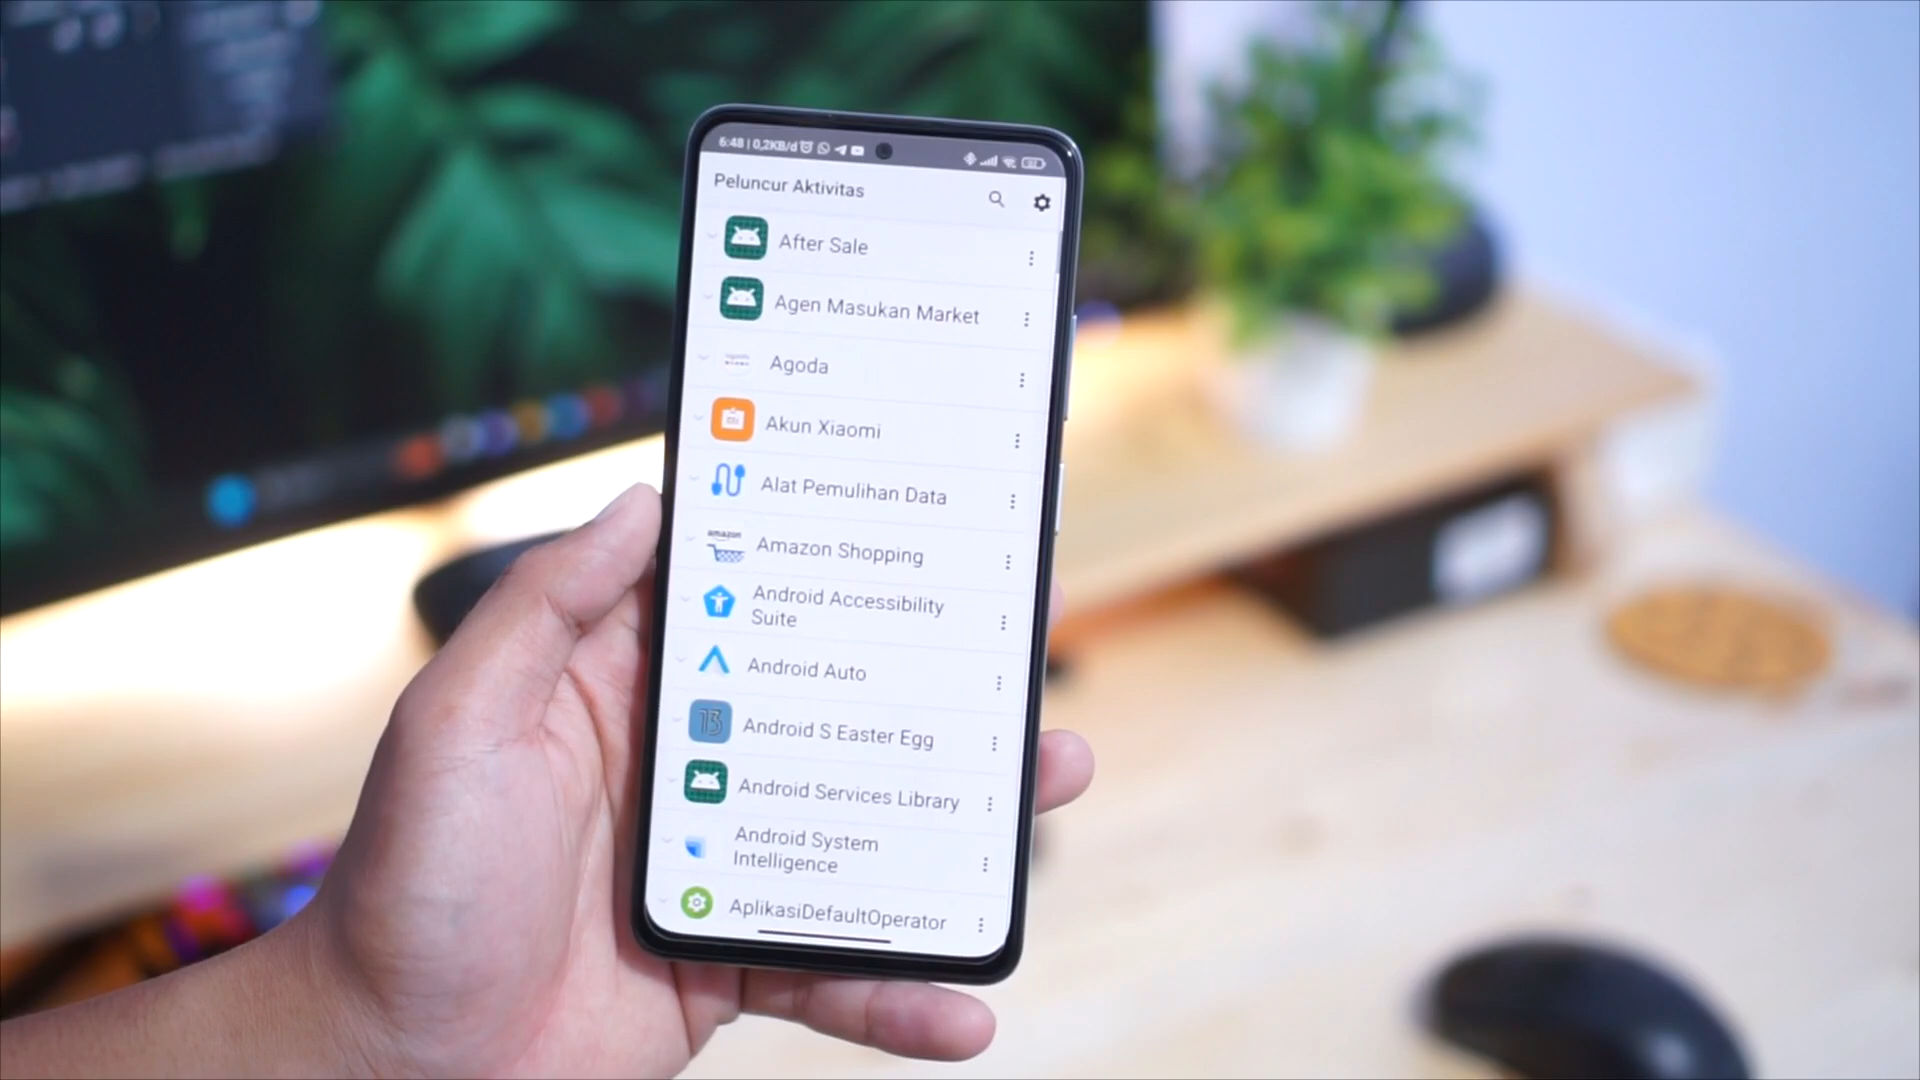 6:48 | 0,2KB/d
Peluncur Aktivitas
After Sale
Agen Masukan Market
Agoda
Akun Xiaomi
Alat Pemulihan Data
amazon
Amazon Shopping
Android Accessibility
Suite
Android Auto
13
Android S Easter Egg
Android Services Library
Android System
Intelligence
AplikasiDefaultOperator